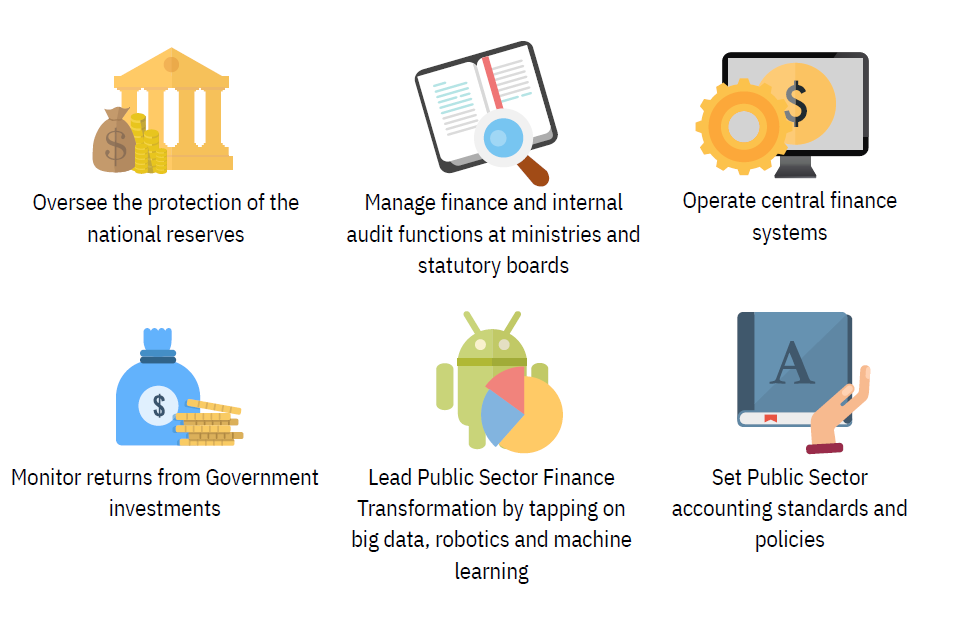 $
$
Oversee the protection of the
national reserves
Manage finance and internal
audit functions at ministries and
statutory boards
Operate central finance
systems
$
A
Monitor returns from Government
investments
Lead Public Sector Finance
Transformation by tapping on
big data, robotics and machine
learning
Set Public Sector
accounting standards and
policies